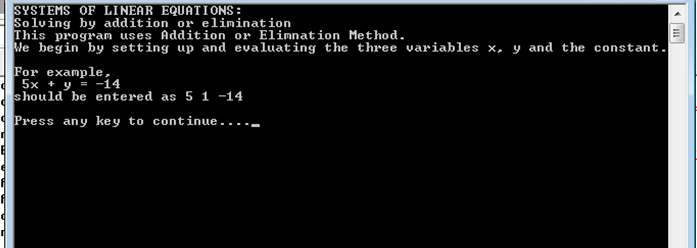 SYSTEMS OF LINEAR EQUATIONS:
Solving by addition or elimination
This program uses Addition or Elimnation Method.
We begin by setting up and evaluating the three variables x, y and the constant.
For example,
5x + y = -14
should be entered as 5 1 -14
Press any key to continue...._